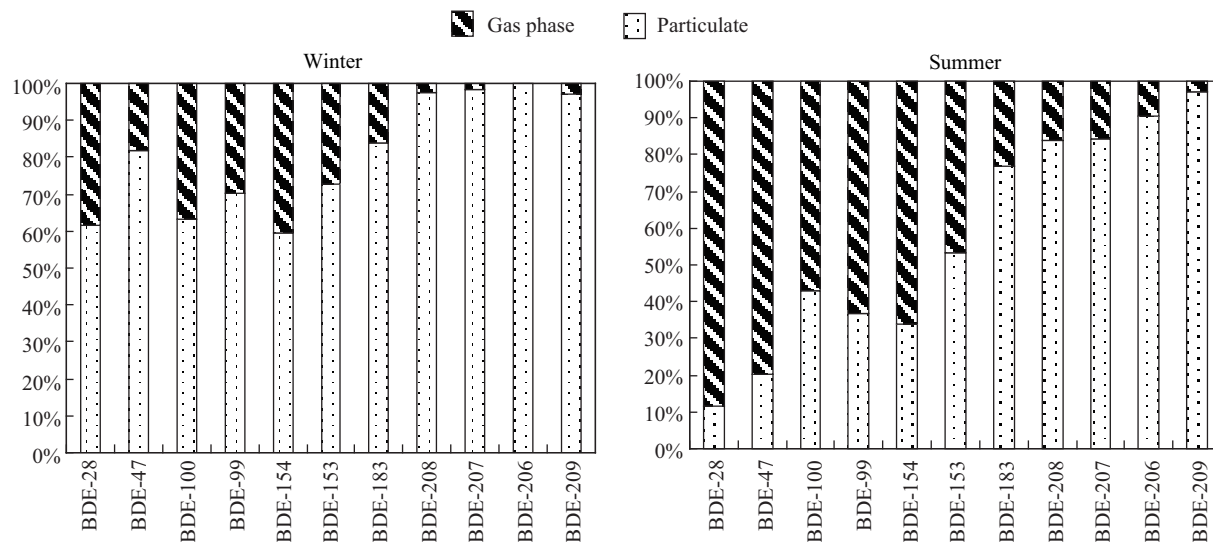 Gas phase Particulate
Winter
100%
90%
80%
70%
60%
50%
40%
30%
20%
10%
0%
BDE-28
BDE-47
BDE-100
BDE-99
BDE-154
BDE-153
BDE-183
BDE-208
BDE-207
BDE-206
BDE-209
Summer
100%
90%
80%
70%
60%
50%
40%
30%
20%
10%
0%
BDE-28
BDE-47
BDE-100
BDE-99
BDE-154
BDE-153
BDE-183
BDE-208
BDE-207
BDE-206
BDE-209